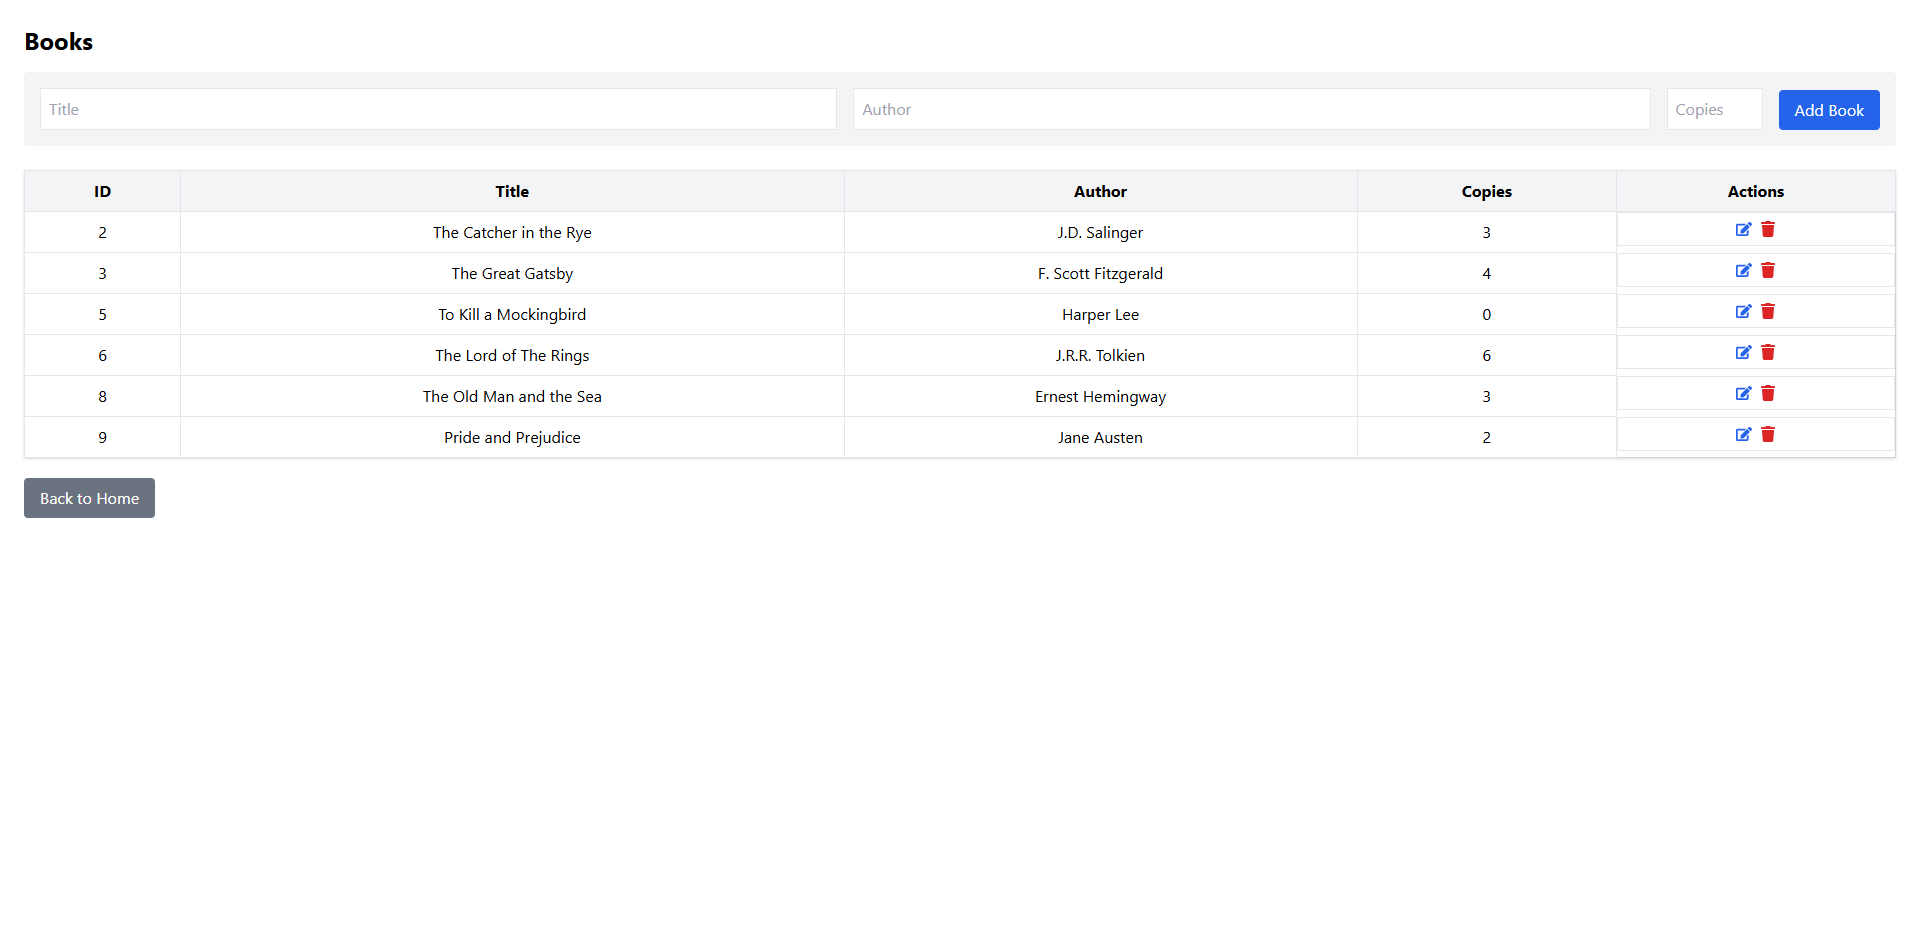 Books
Title Author Copies Add Book
ID Title Author Copies Actions
2 The Catcher in the Rye J.D. Salinger 3
3 The Great Gatsby F. Scott Fitzgerald 4
5 To Kill a Mockingbird Harper Lee 0
6 The Lord of The Rings J.R.R. Tolkien 6
8 The Old Man and the Sea Ernest Hemingway 3
9 Pride and Prejudice Jane Austen 2
Back to Home